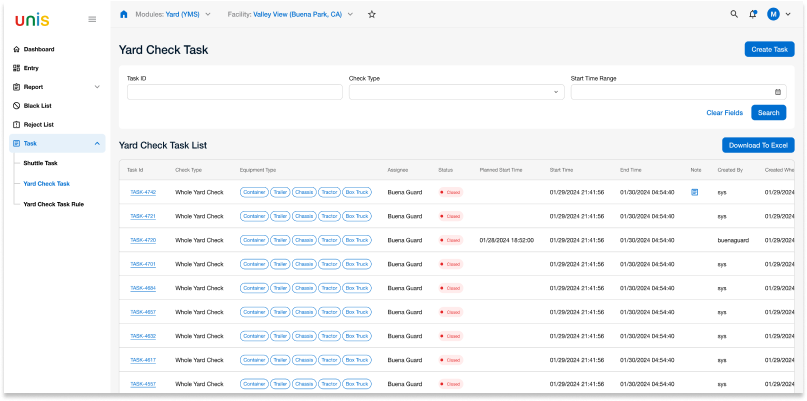 unis
Modules: Yard (YMS)
Facility: Valley View (Buena Park, CA)
M
Dashboard
Entry
Report
Black List
Reject List
Task
Shuttle Task
Yard Check Task
Yard Check Task Rule
Yard Check Task
Create Task
Task ID
Check Type
Start Time Range
Clear Fields
Search
Yard Check Task List
Download To Excel
Task Id Check Type Equipment Type Assignee Status Planned Start Time Start Time End Time Note Created By Created Whe
TASK-4742 Whole Yard Check Container Trailer Chassis Tractor Box Truck Buena Guard Closed 01/29/2024 21:41:56 01/30/2024 04:54:40 sys 01/29/2024
TASK-4721 Whole Yard Check Container Trailer Chassis Tractor Box Truck Buena Guard Closed 01/29/2024 21:41:56 01/30/2024 04:54:40 sys 01/29/2024
TASK-4720 Whole Yard Check Container Trailer Chassis Tractor Box Truck Buena Guard Closed 01/28/2024 18:52:00 01/29/2024 21:41:56 01/30/2024 04:54:40 buenaguard 01/29/2024
TASK-4701 Whole Yard Check Container Trailer Chassis Tractor Box Truck Buena Guard Closed 01/29/2024 21:41:56 01/30/2024 04:54:40 sys 01/29/2024
TASK-4684 Whole Yard Check Container Trailer Chassis Tractor Box Truck Buena Guard Closed 01/29/2024 21:41:56 01/30/2024 04:54:40 sys 01/29/2024
TASK-4657 Whole Yard Check Container Trailer Chassis Tractor Box Truck Buena Guard Closed 01/29/2024 21:41:56 01/30/2024 04:54:40 sys 01/29/2024
TASK-4632 Whole Yard Check Container Trailer Chassis Tractor Box Truck Buena Guard Closed 01/29/2024 21:41:56 01/30/2024 04:54:40 sys 01/29/2024
TASK-4617 Whole Yard Check Container Trailer Chassis Tractor Box Truck Buena Guard Closed 01/29/2024 21:41:56 01/30/2024 04:54:40 sys 01/29/2024
TASK-4557 Whole Yard Check Container Trailer Chassis Tractor Box Truck Buena Guard Closed 01/29/2024 21:41:56 01/30/2024 04:54:40 sys 01/29/2024